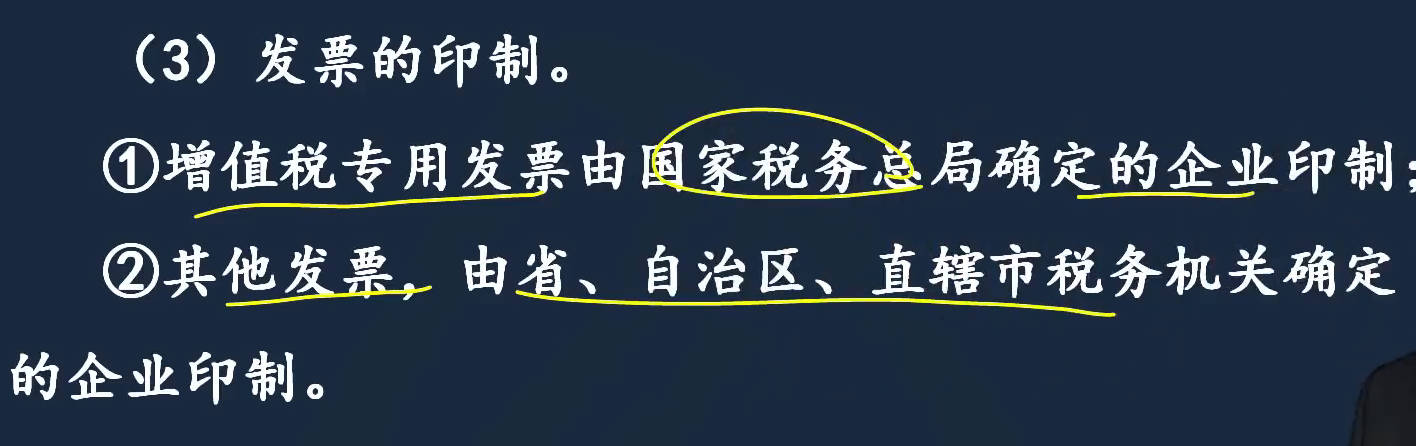 （3）发票的印制。
①增值税专用发票由国家税务总局确定的企业印制；
②其他发票，由省、自治区、直辖市税务机关确定
的企业印制。